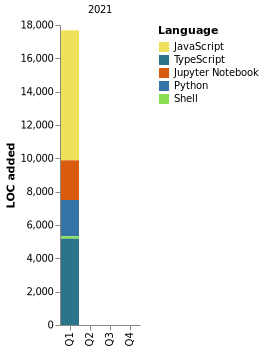 2021
Language
JavaScript
TypeScript
Jupyter Notebook
Python
Shell
LOC added
18,000
16,000
14,000
12,000
10,000
8,000
6,000
4,000
2,000
0
Q1
Q2
Q3
Q4